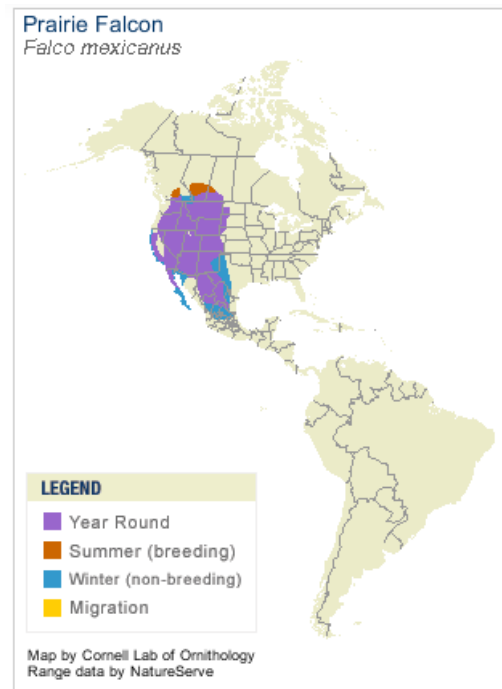 Prairie Falcon
Falco mexicanus
LEGEND
Year Round
Summer (breeding)
Winter (non-breeding)
Migration
Map by Cornell Lab of Ornithology
Range data by NatureServe